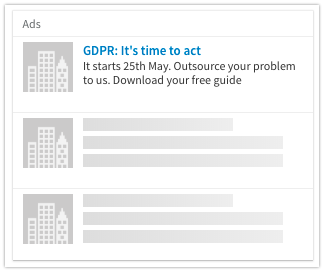 Ads
GDPR: It's time to act
It starts 25th May. Outsource your problem
to us. Download your free guide